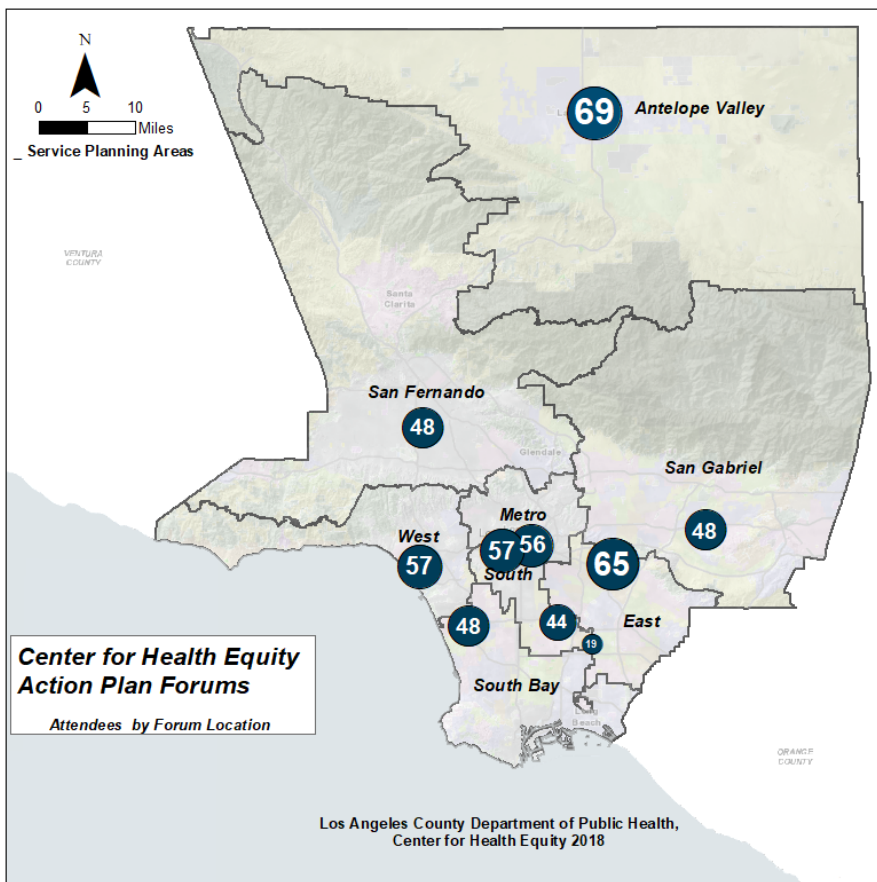 N
0 5 10
Miles
_ Service Planning Areas
69
Antelope Valley
VENTURA
COUNTY
Santa
Clarita
San Fernando
48
Glendale
San Gabriel
48
Metro
West
57
57
56
South
65
48
44
East
19
South Bay
Long
Beach
Center for Health Equity
Action Plan Forums
Attendees by Forum Location
ORANGE
COUNTY
Los Angeles County Department of Public Health,
Center for Health Equity 2018